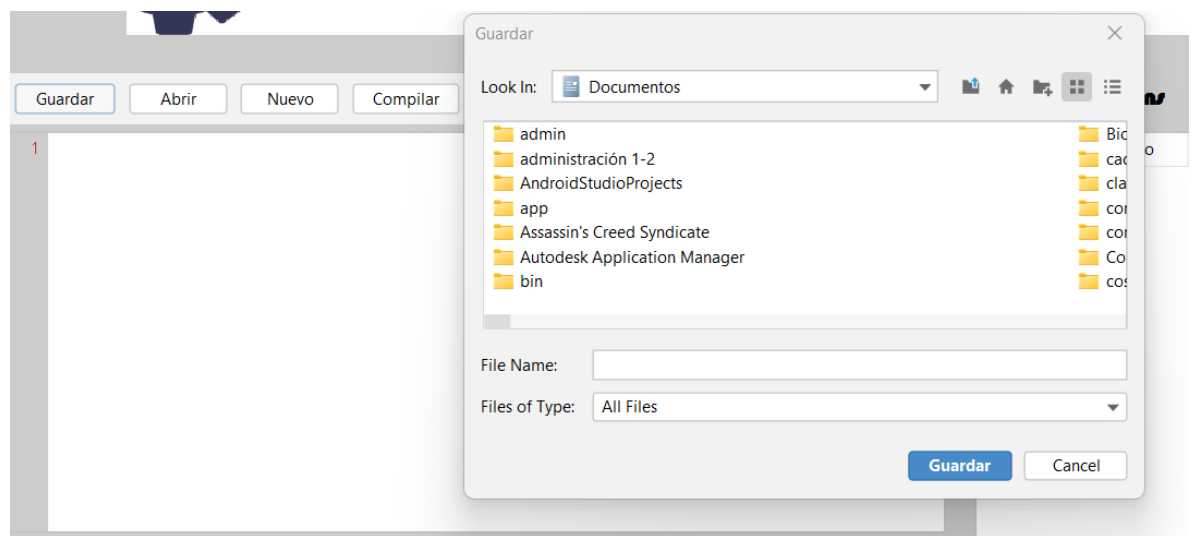 Guardar
Look In: Documentos
Guardar Abrir Nuevo Compilar
1
admin
administración 1-2
AndroidStudioProjects
app
Assassin's Creed Syndicate
Autodesk Application Manager
bin
File Name:
Files of Type: All Files
Guardar Cancel